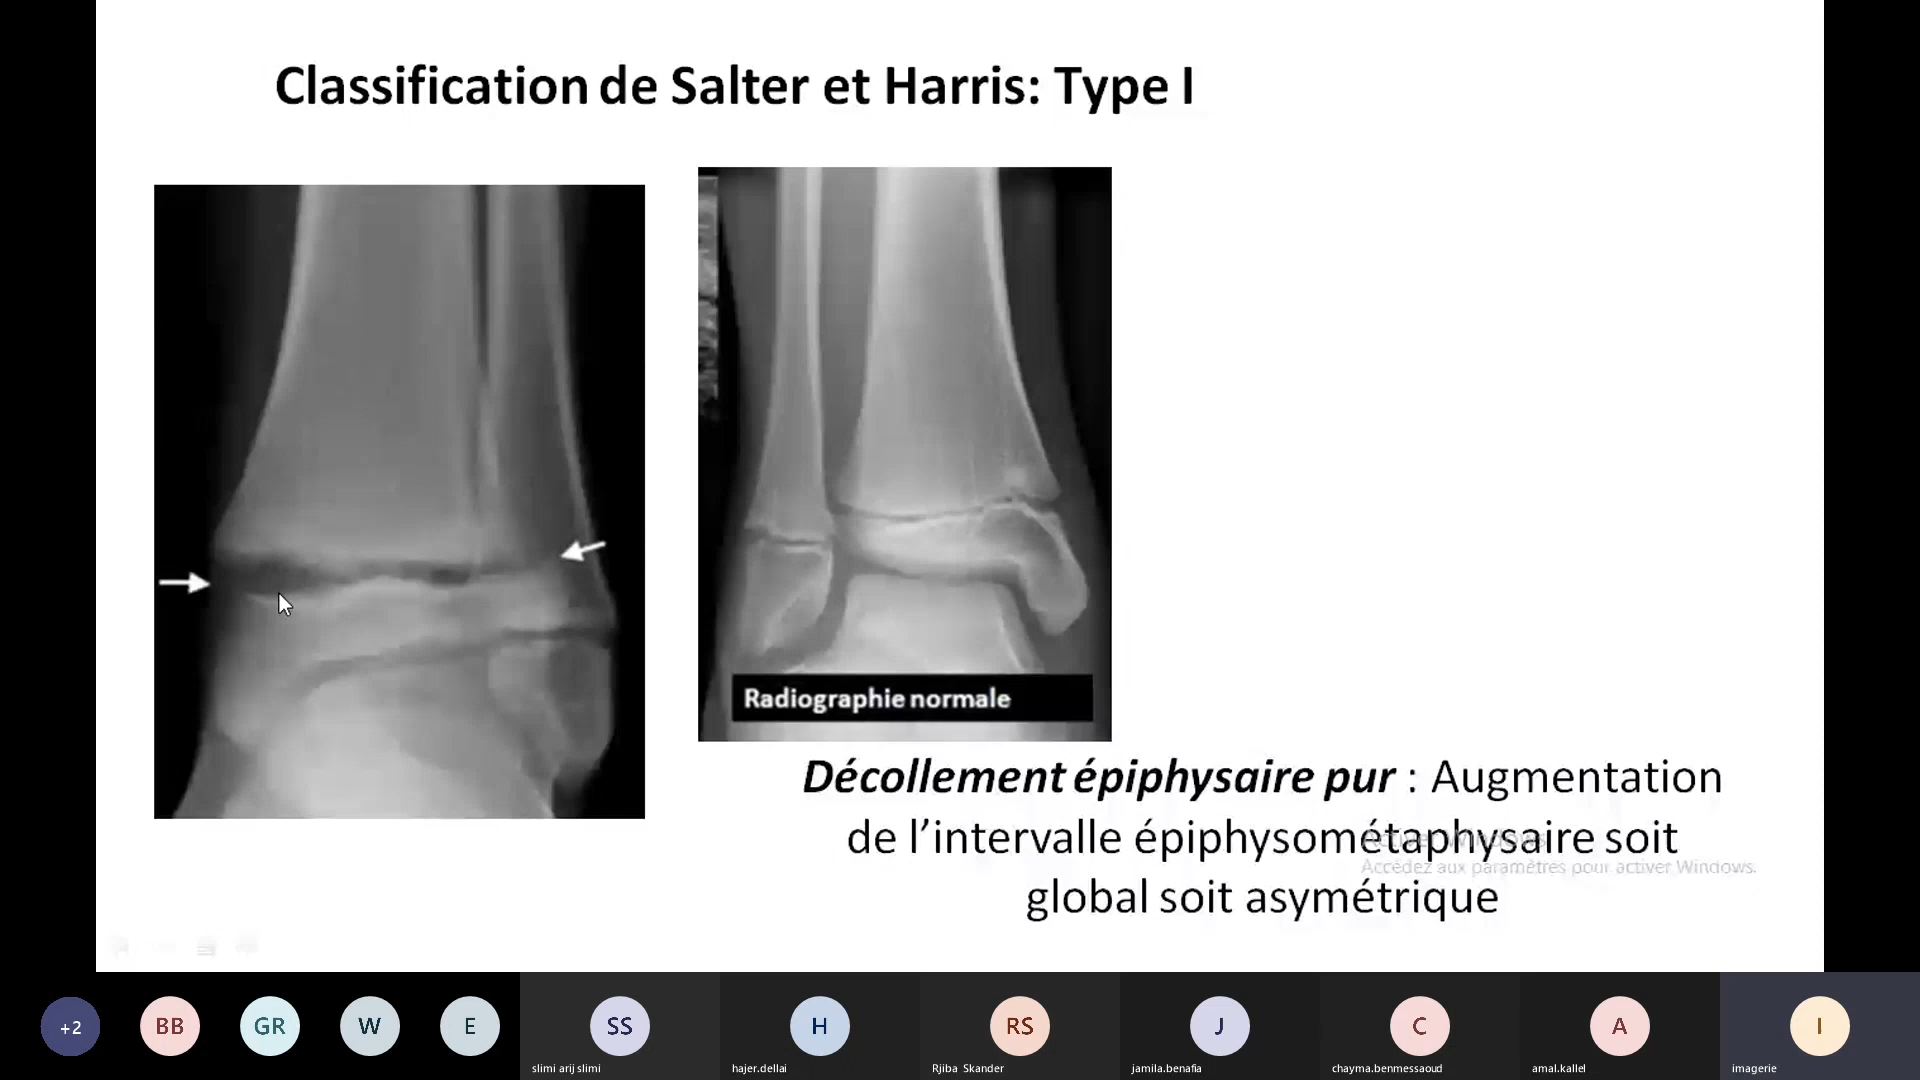 Classification de Salter et Harris: Type I
Radiographie normale
Décollement épiphysaire pur : Augmentation
de l’intervalle épiphysométaphysaire soit
global soit asymétrique
Activer Windows
Accédez aux paramètres pour activer Windows.
+2
BB
GR
W
E
SS
H
RS
J
C
A
I
slimi arij slimi
hajer.dellai
Rjiba Skander
jamila.benafia
chayma.benmessaoud
amal.kallel
imagerie